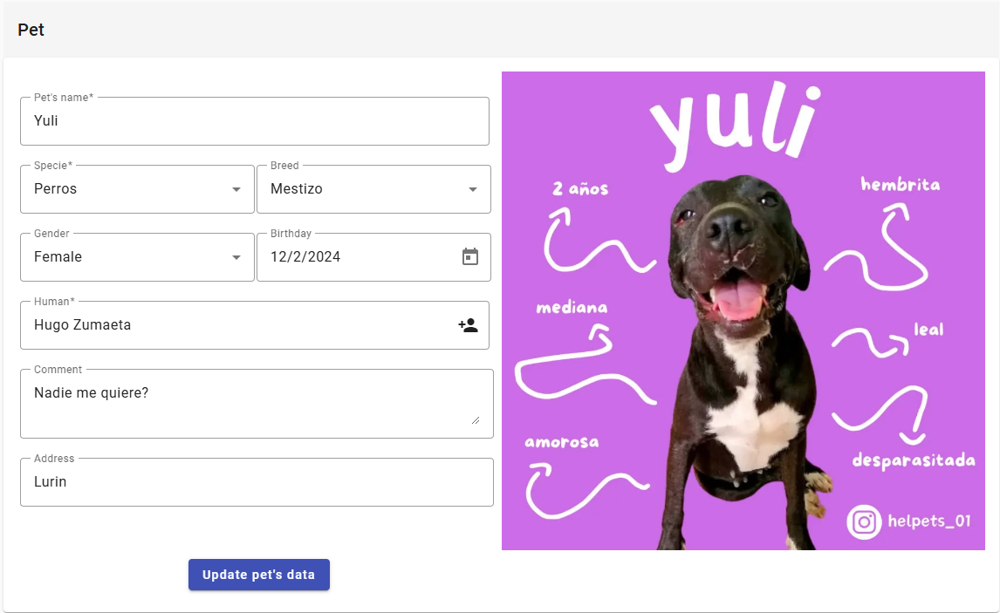 Pet
Pet's name*
Yuli
Specie*
Perros
Breed
Mestizo
Gender
Female
Birthday
12/2/2024
Human*
Hugo Zumaeta
Comment
Nadie me quiere?
Address
Lurin
Update pet's data
yuli
2 años
hembrita
mediana
leal
amorosa
desparasitada
helpets_01